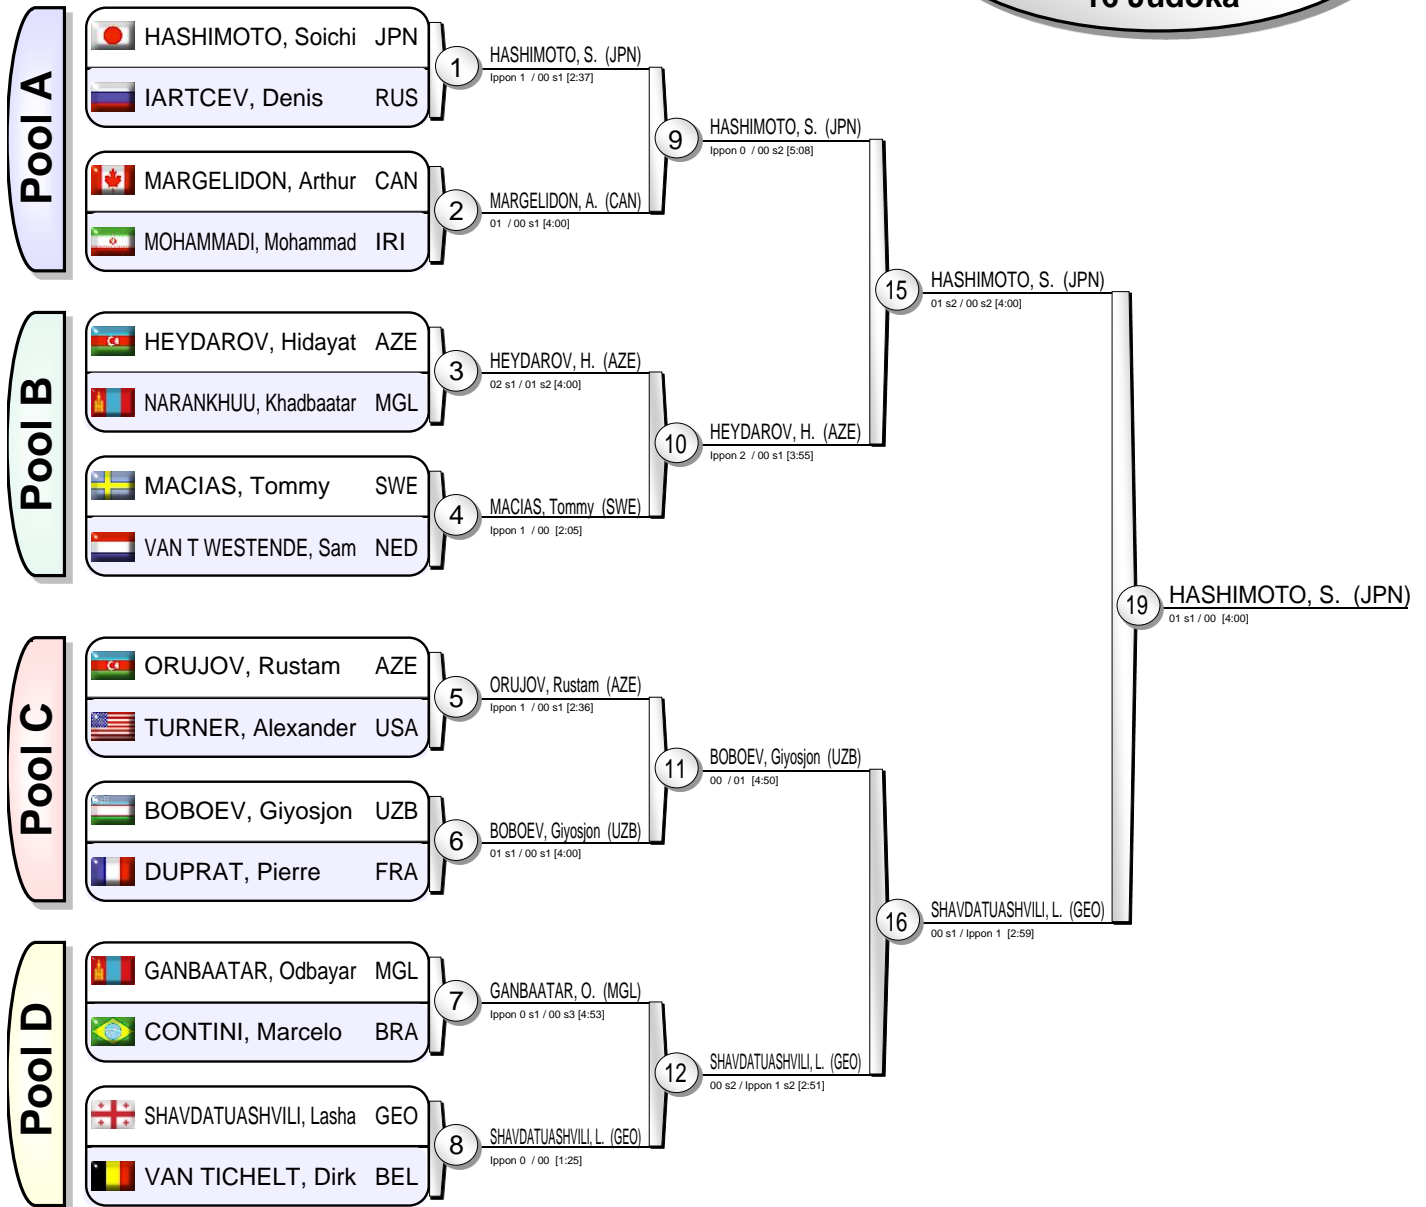 16 Judoka
Pool A
HASHIMOTO, Soichi JPN
IARTCEV, Denis RUS
MARGELIDON, Arthur CAN
MOHAMMADI, Mohammad IRI
1
HASHIMOTO, S. (JPN)
Ippon 1 / 00 s1 [2:37]
2
MARGELIDON, A. (CAN)
01 / 00 s1 [4:00]
9
HASHIMOTO, S. (JPN)
Ippon 0 / 00 s2 [5:08]
Pool B
HEYDAROV, Hidayat AZE
NARANKHUU, Khadbaatar MGL
MACIAS, Tommy SWE
VAN T WESTENDE, Sam NED
3
HEYDAROV, H. (AZE)
02 s1 / 01 s2 [4:00]
4
MACIAS, Tommy (SWE)
Ippon 1 / 00 [2:05]
10
HEYDAROV, H. (AZE)
Ippon 2 / 00 s1 [3:55]
15
HASHIMOTO, S. (JPN)
01 s2 / 00 s2 [4:00]
Pool C
ORUJOV, Rustam AZE
TURNER, Alexander USA
BOBOEV, Giyosjon UZB
DUPRAT, Pierre FRA
5
ORUJOV, Rustam (AZE)
Ippon 1 / 00 s1 [2:36]
6
BOBOEV, Giyosjon (UZB)
01 s1 / 00 s1 [4:00]
11
BOBOEV, Giyosjon (UZB)
00 / 01 [4:50]
Pool D
GANBAATAR, Odbayar MGL
CONTINI, Marcelo BRA
SHAVDATUASHVILI, Lasha GEO
VAN TICHELT, Dirk BEL
7
GANBAATAR, O. (MGL)
Ippon 0 s1 / 00 s3 [4:53]
8
SHAVDATUASHVILI, L. (GEO)
Ippon 0 / 00 [1:25]
12
SHAVDATUASHVILI, L. (GEO)
00 s2 / Ippon 1 s2 [2:51]
16
SHAVDATUASHVILI, L. (GEO)
00 s1 / Ippon 1 [2:59]
19
HASHIMOTO, S. (JPN)
01 s1 / 00 [4:00]